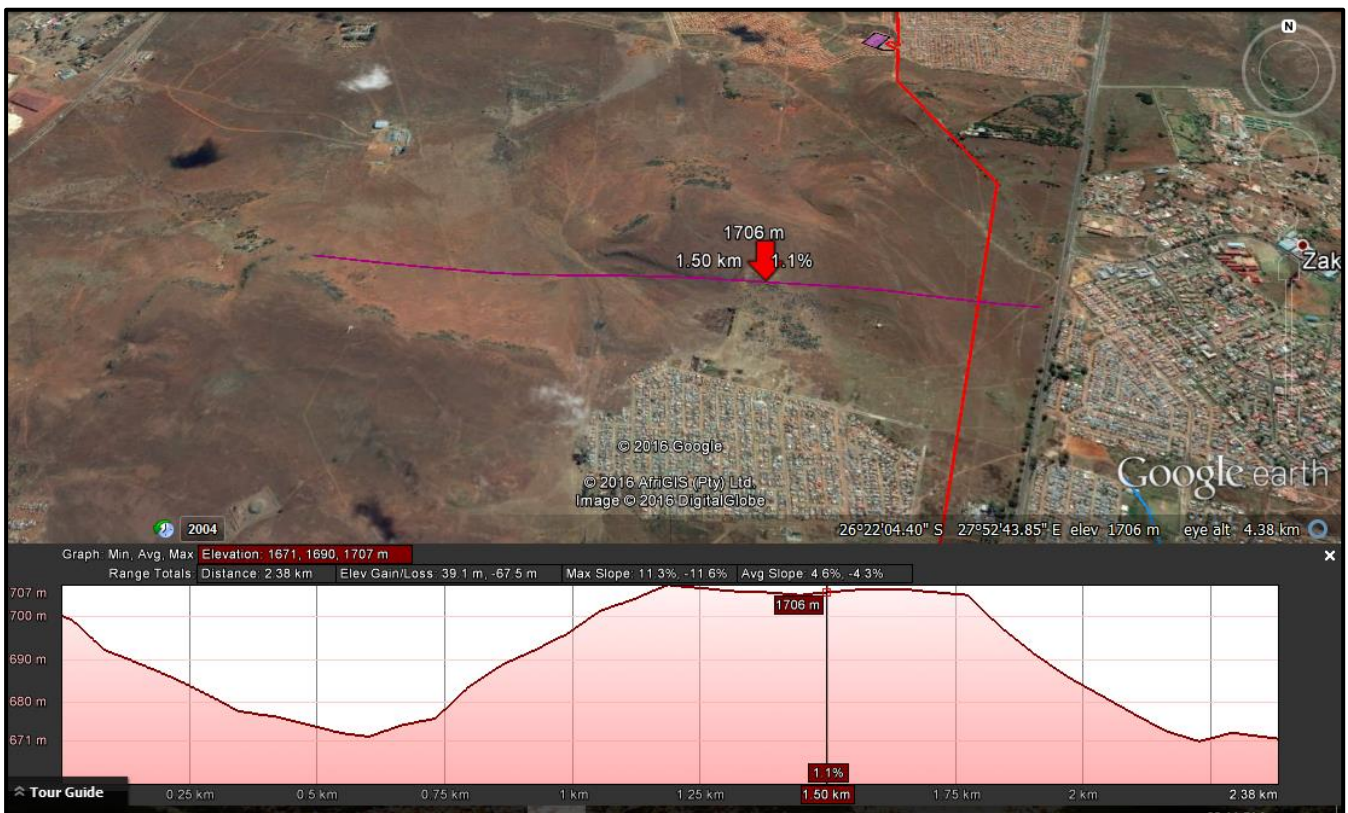 N
1706 m
1.50 km 1.1%
Zak
© 2016 Google
© 2016 AfriGIS (Pty) Ltd.
Image © 2016 DigitalGlobe
Google earth
2004
26°22'04.40" S 27°52'43.85" E elev 1706 m eye alt 4.38 km
Graph: Min, Avg, Max Elevation: 1671, 1690, 1707 m
Range Totals: Distance: 2.38 km Elev Gain/Loss: 39.1 m, -67.5 m Max Slope: 11.3%, -11.6% Avg Slope: 4.6%, -4.3%
707 m
700 m
690 m
680 m
671 m
1706 m
1.1%
Tour Guide
0.25 km 0.5 km 0.75 km 1 km 1.25 km 1.50 km 1.75 km 2 km 2.38 km